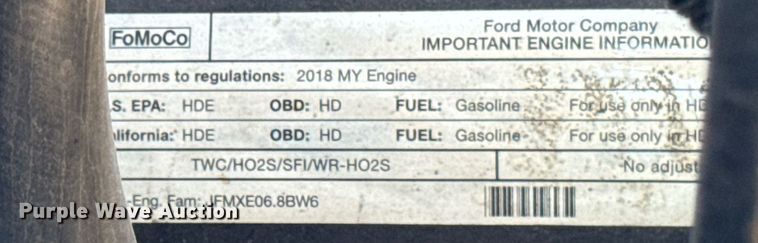 FoMoCo
Ford Motor Company
IMPORTANT ENGINE INFORMATIO
onforms to regulations: 2018 MY Engine
S. EPA: HDE OBD: HD FUEL: Gasoline For use only in HD
lifornia: HDE OBD: HD FUEL: Gasoline For use only in HD
TWC/HO2S/SFI/WR-HO2S No adjust
-Eng. Fam: JFMXE06.8BW6
Purple Wave Auction